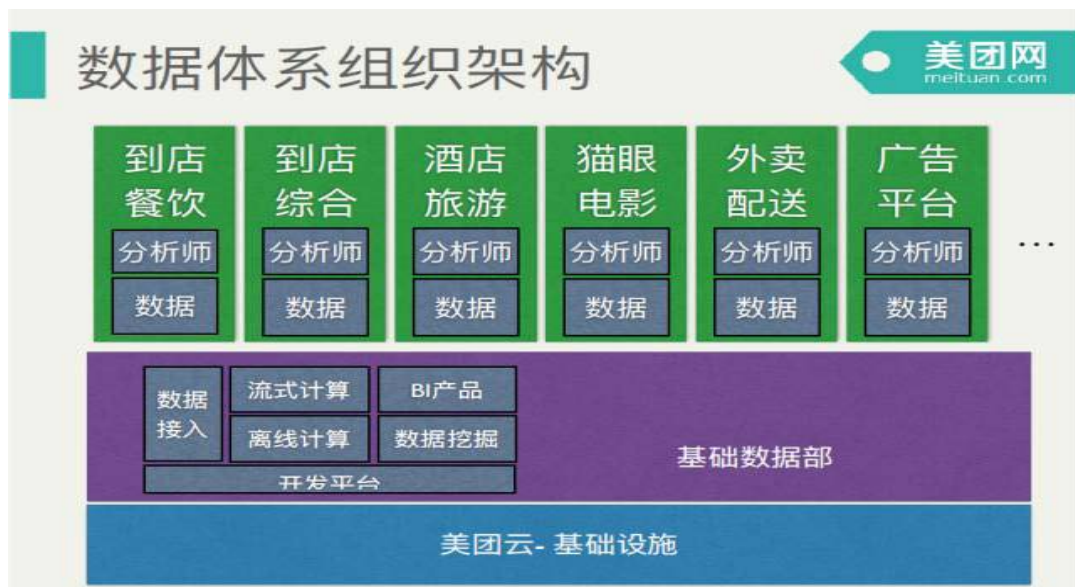 数据体系组织架构
美团网
meituan.com
到店 到店 酒店 猫眼 外卖 广告
餐饮 综合 旅游 电影 配送 平台
分析师 分析师 分析师 分析师 分析师 分析师
...
数据 数据 数据 数据 数据 数据
数据
接入
流式计算 BI产品
离线计算 数据挖掘
开发平台
基础数据部
美团云- 基础设施